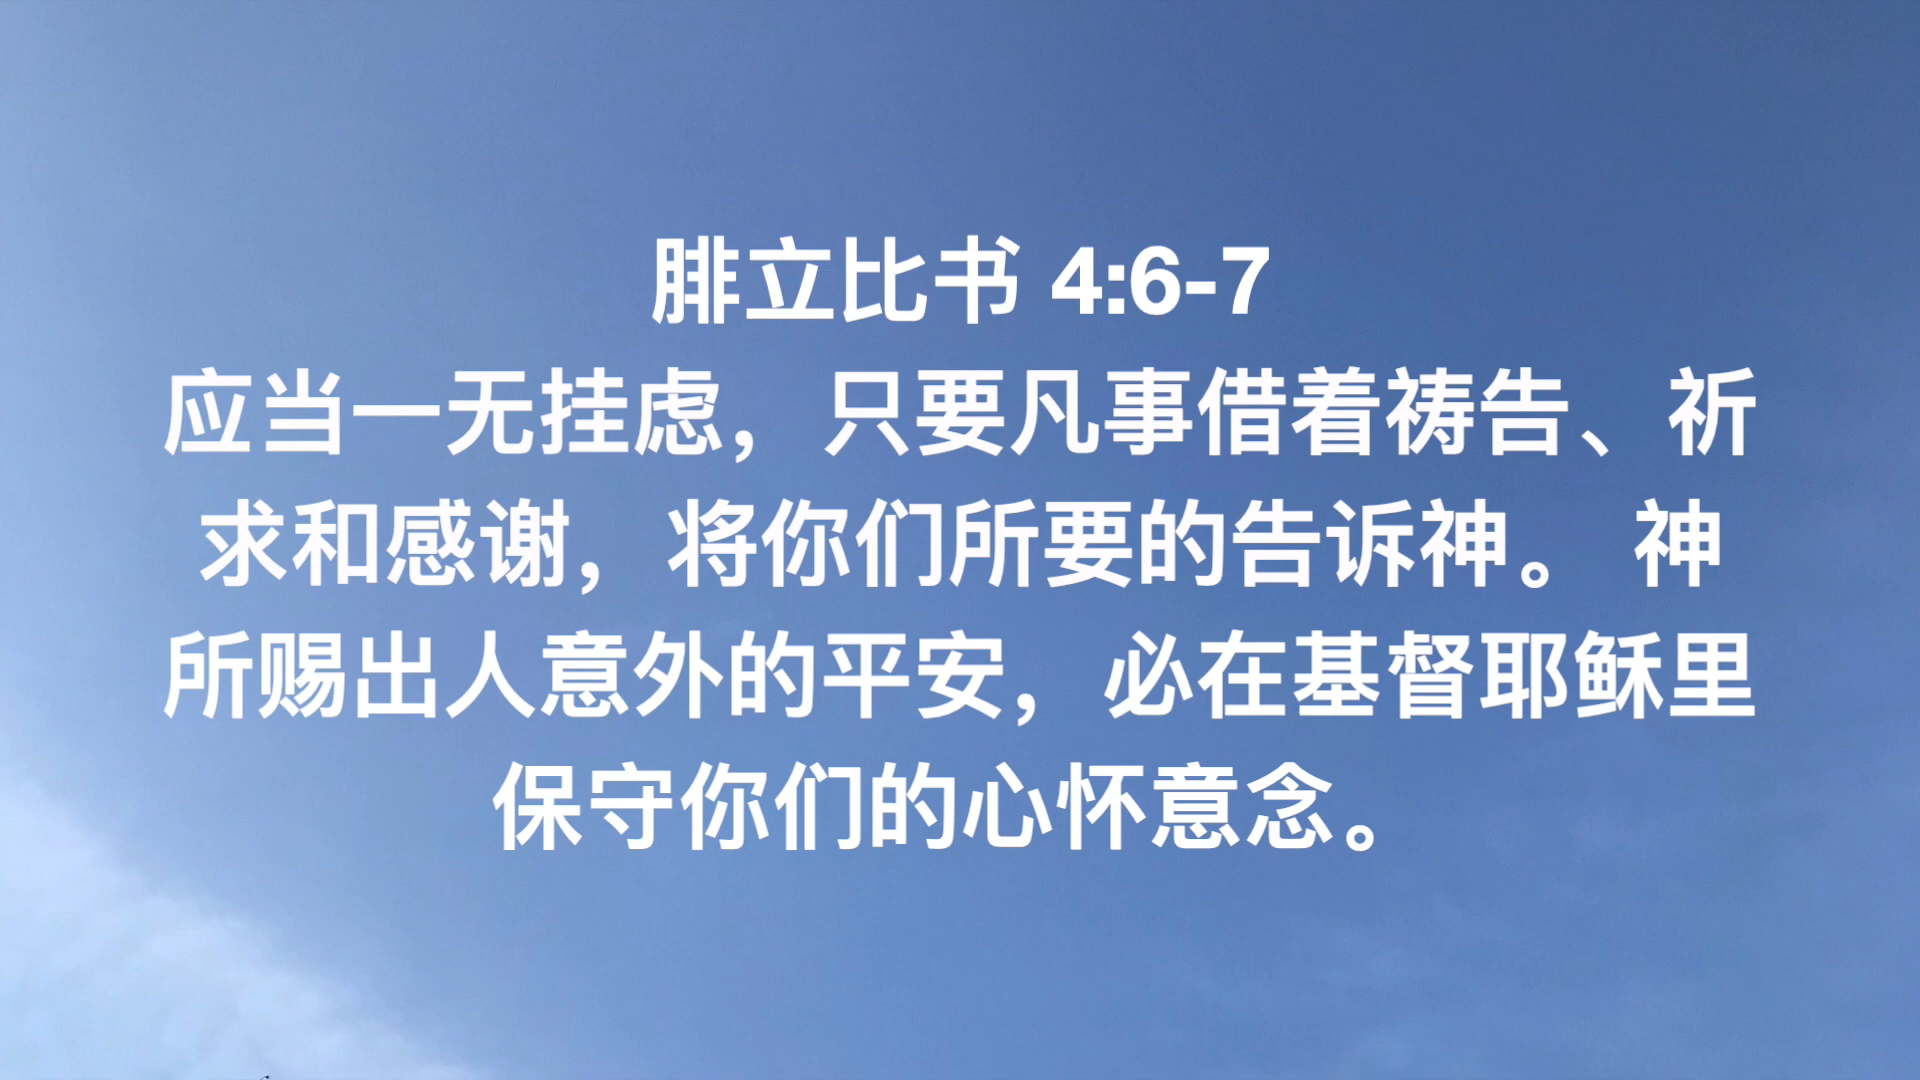 腓立比书 4:6-7
应当一无挂虑，只要凡事借着祷告、祈
求和感谢，将你们所要的告诉神。 神
所赐出人意外的平安，必在基督耶稣里
保守你们的心怀意念。